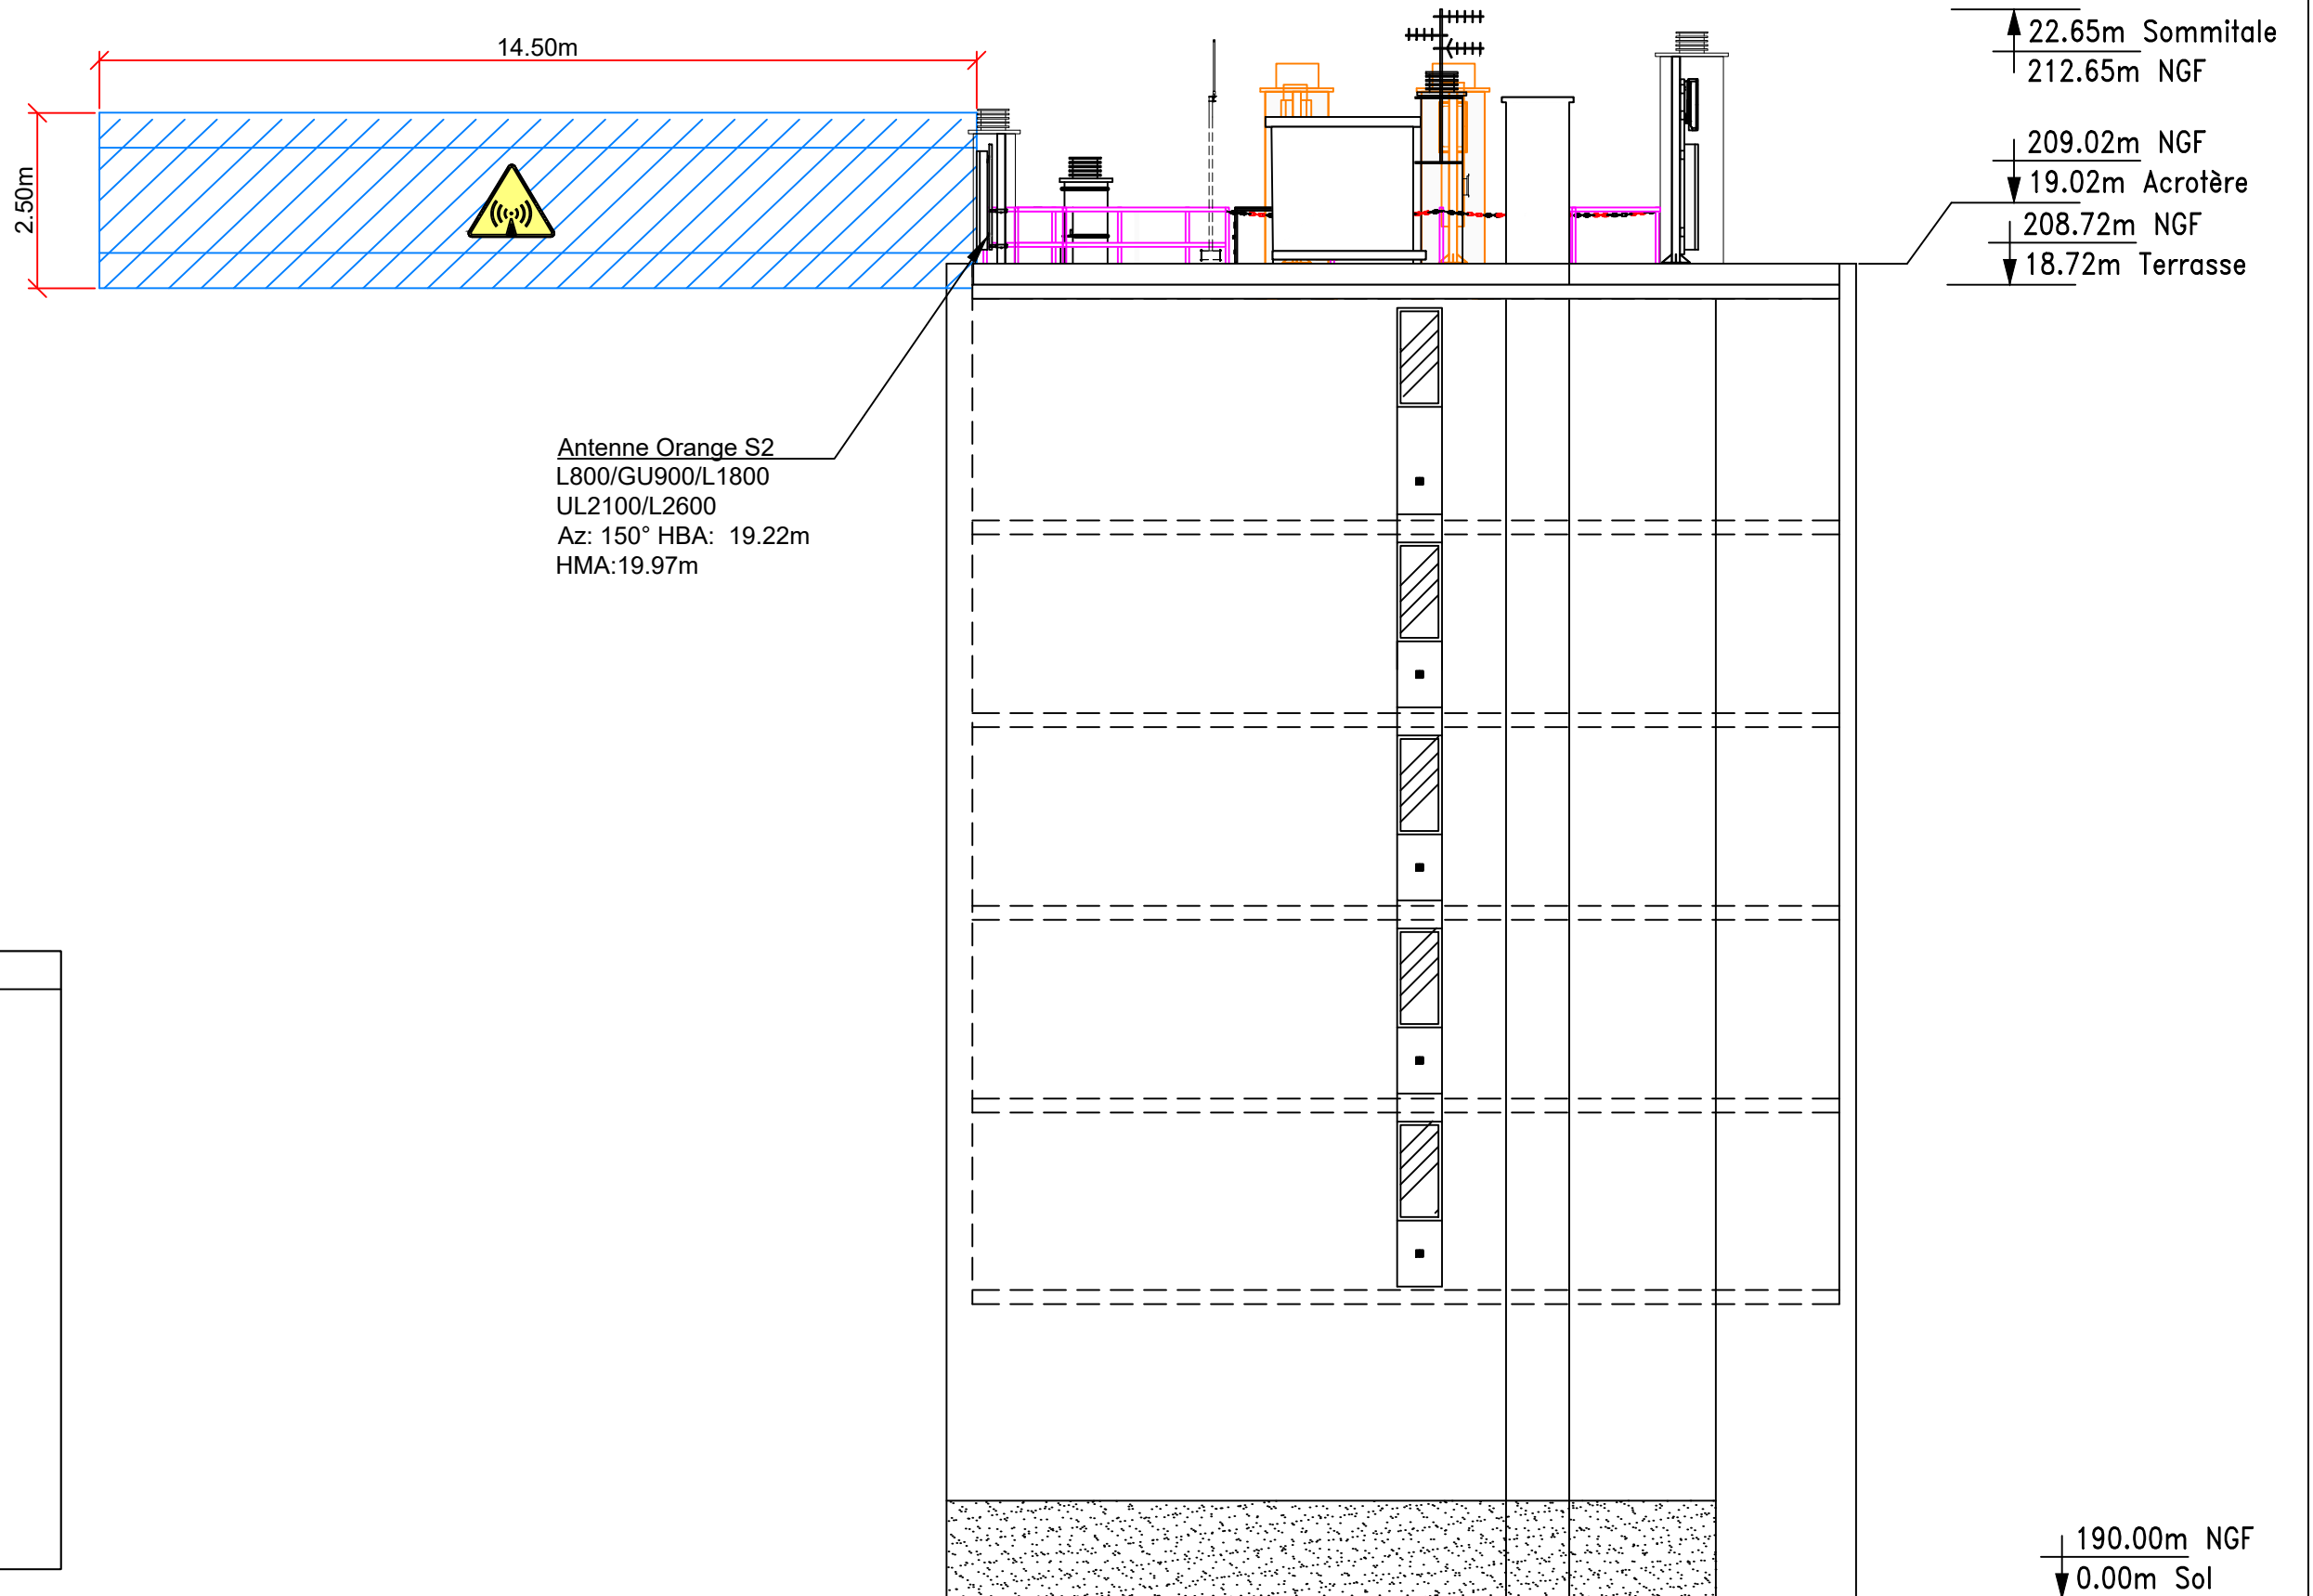 14.50m
22.65m Sommitale
212.65m NGF
2.50m
209.02m NGF
19.02m Acrotère
208.72m NGF
18.72m Terrasse
Antenne Orange S2
L800/GU900/L1800
UL2100/L2600
Az: 150° HBA: 19.22m
HMA:19.97m
190.00m NGF
0.00m Sol